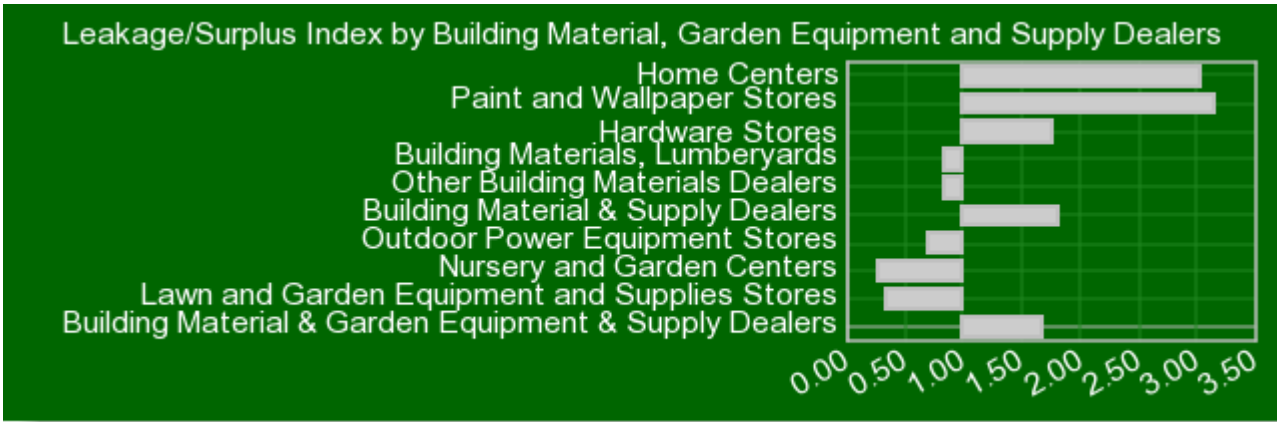 Leakage/Surplus Index by Building Material, Garden Equipment and Supply Dealers
Home Centers
Paint and Wallpaper Stores
Hardware Stores
Building Materials, Lumberyards
Other Building Materials Dealers
Building Material & Supply Dealers
Outdoor Power Equipment Stores
Nursery and Garden Centers
Lawn and Garden Equipment and Supplies Stores
Building Material & Garden Equipment & Supply Dealers
0.00 0.50 1.00 1.50 2.00 2.50 3.00 3.50